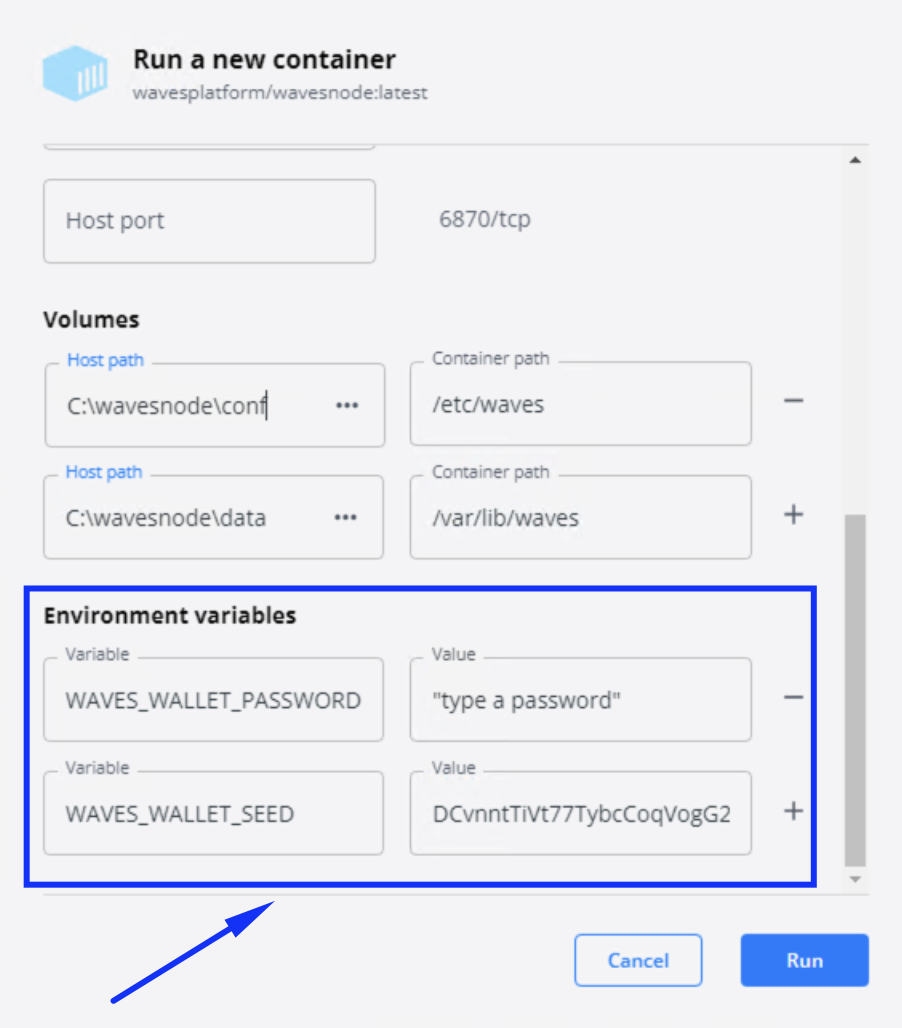 Run a new container
wavesplatform/wavesnode:latest
Host port 6870/tcp
Volumes
Host path Container path
C:\wavesnode\conf ••• /etc/waves
Host path Container path
C:\wavesnode\data ••• /var/lib/waves
Environment variables
Variable Value
WAVES_WALLET_PASSWORD "type a password"
Variable Value
WAVES_WALLET_SEED DCvnntTiVt77TybcCoqVogG2
Cancel Run